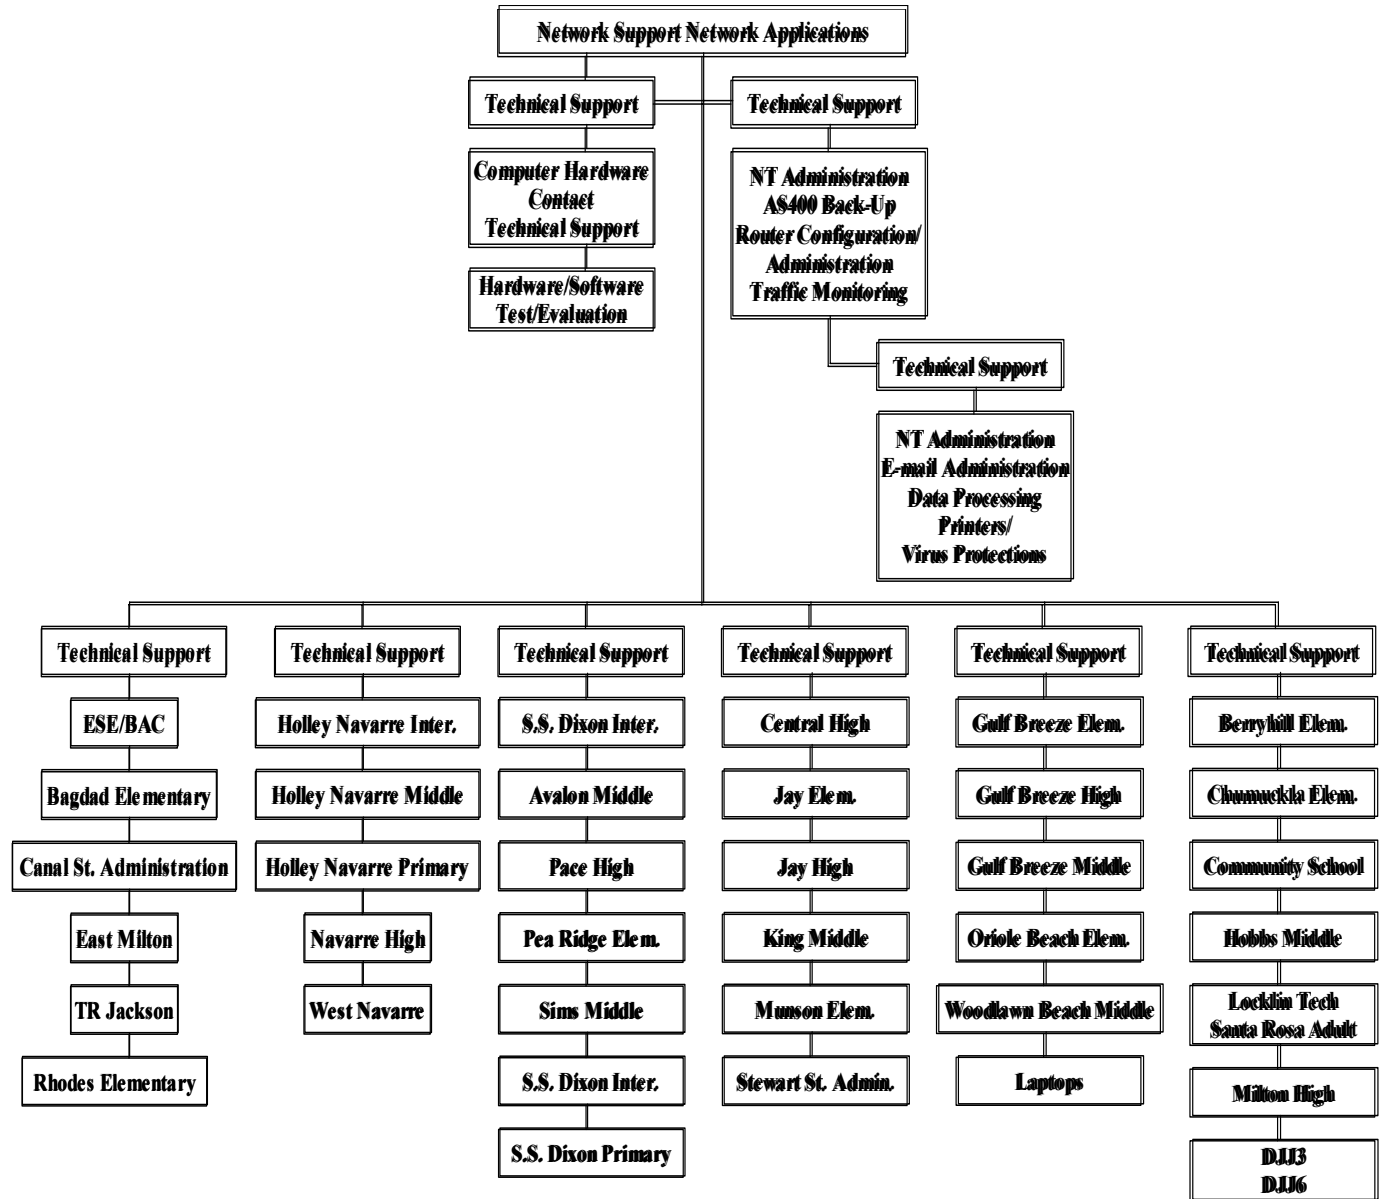 Network Support Network Applications
Technical Support
Technical Support
Computer Hardware
Contact
Technical Support
NT Administration
AS400 Back-Up
Router Configuration/
Administration
Traffic Monitoring
Hardware/Software
Test/Evaluation
Technical Support
NT Administration
E-mail Administration
Data Processing
Printers/
Virus Protections
Technical Support
ESE/BAC
Bagdad Elementary
Canal St. Administration
East Milton
TR Jackson
Rhodes Elementary
Technical Support
Holley Navarre Inter.
Holley Navarre Middle
Holley Navarre Primary
Navarre High
West Navarre
Technical Support
S.S. Dixon Inter.
Avalon Middle
Pace High
Pea Ridge Elem.
Sims Middle
S.S. Dixon Inter.
S.S. Dixon Primary
Technical Support
Central High
Jay Elem.
Jay High
King Middle
Munson Elem.
Stewart St. Admin.
Technical Support
Gulf Breeze Elem.
Gulf Breeze High
Gulf Breeze Middle
Oriole Beach Elem.
Woodlawn Beach Middle
Laptops
Technical Support
Berryhill Elem.
Chumuckla Elem.
Community School
Hobbs Middle
Locklin Tech
Santa Rosa Adult
Milton High
DJJ3
DJJ6